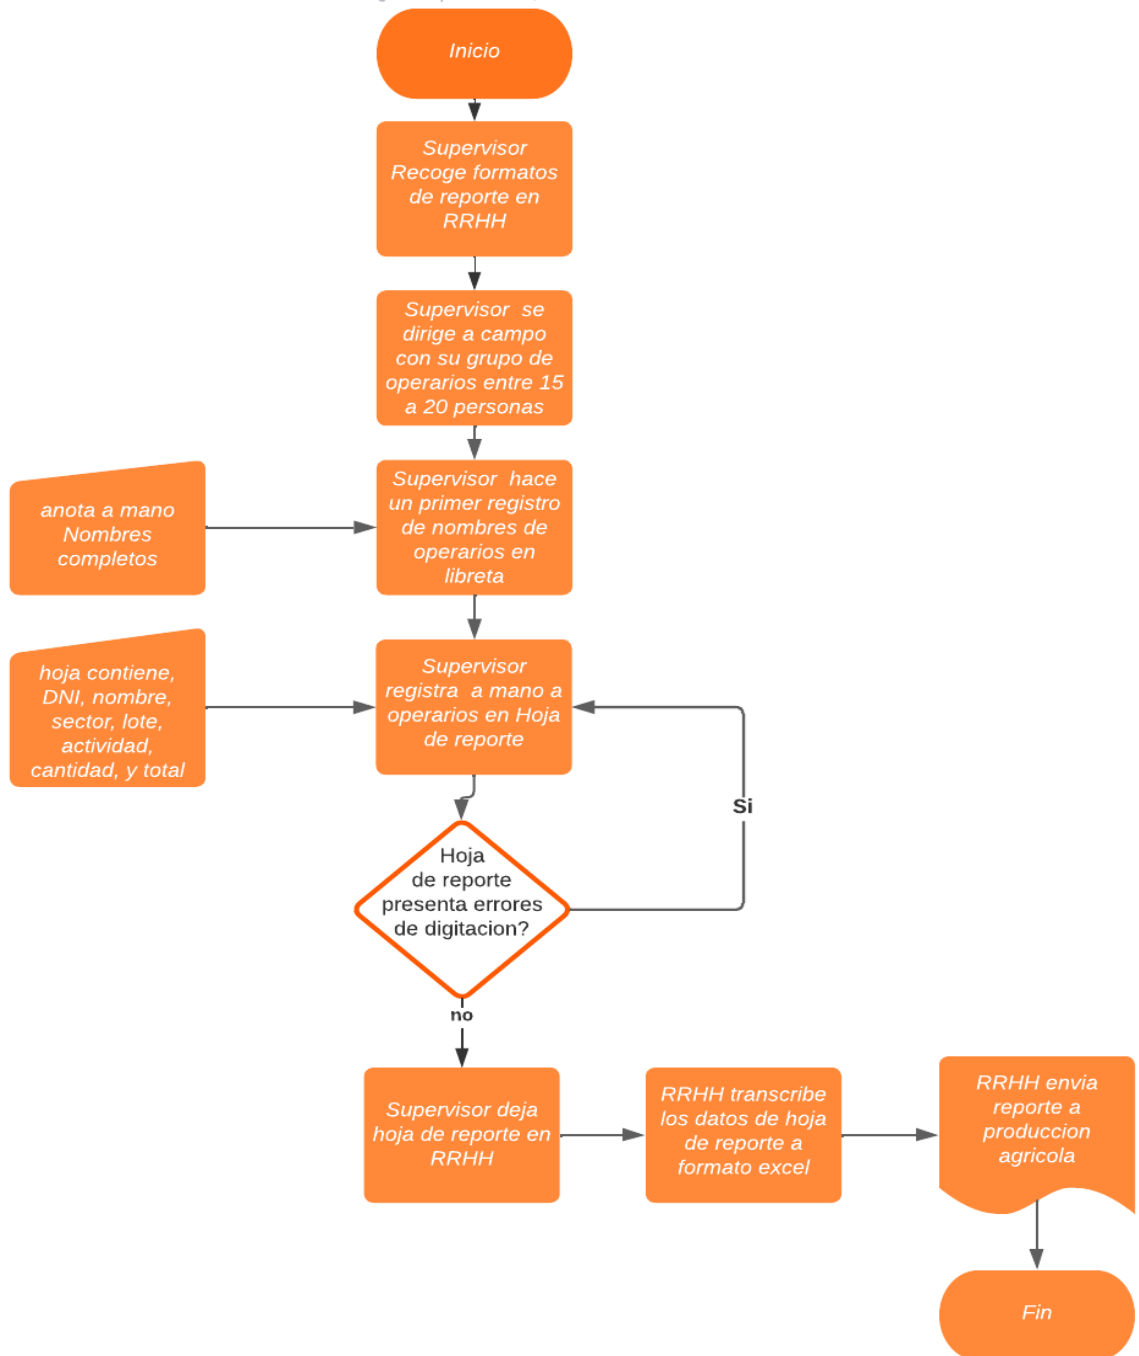 Inicio
Supervisor
Recoge formatos
de reporte en
RRHH
Supervisor se
dirige a campo
con su grupo de
operarios entre 15
a 20 personas
anota a mano
Nombres
completos
Supervisor hace
un primer registro
de nombres de
operarios en
libreta
hoja contiene,
DNI, nombre,
sector, lote,
actividad,
cantidad, y total
Supervisor
registra a mano a
operarios en Hoja
de reporte
Si
Hoja
de reporte
presenta errores
de digitacion?
no
Supervisor deja
hoja de reporte en
RRHH
RRHH transcribe
los datos de hoja
de reporte a
formato excel
RRHH envia
reporte a
produccion
agricola
Fin